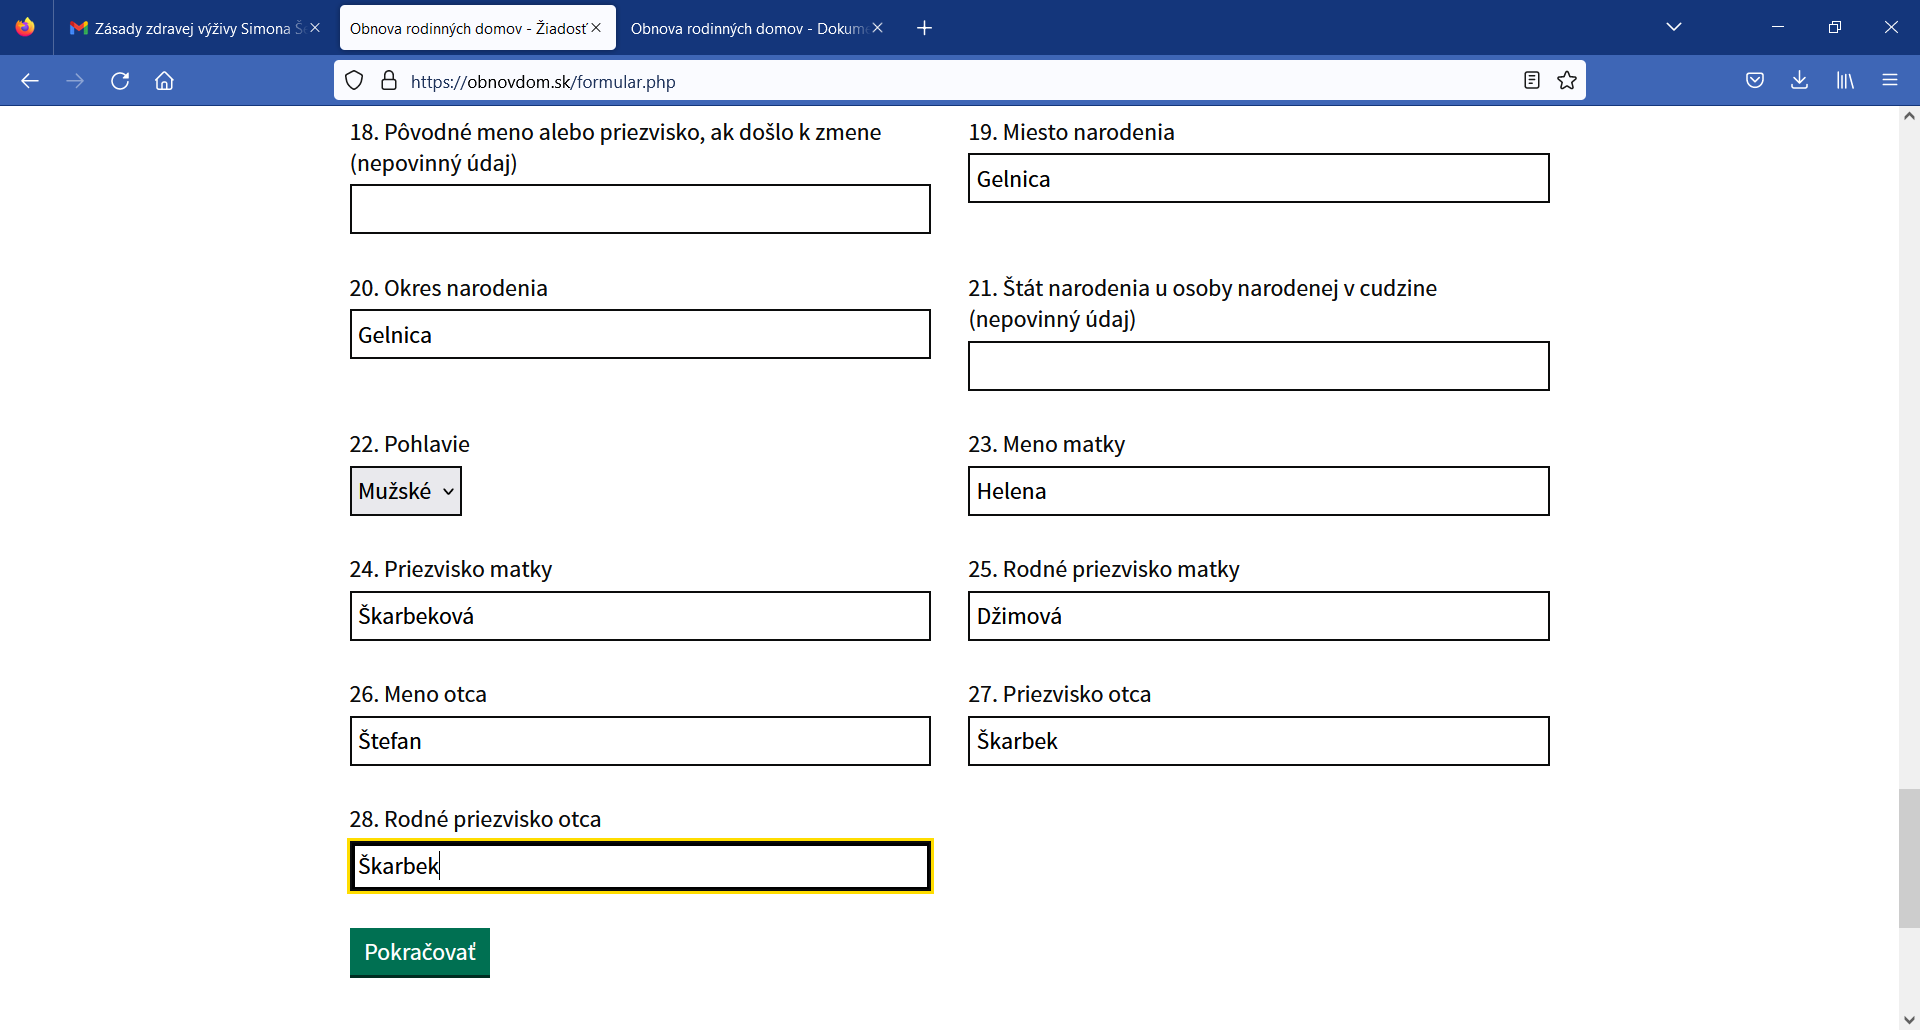 Zásady zdravej výživy Simona
Obnova rodinných domov - Žiadosť
Obnova rodinných domov - Dokum
https://obnovdom.sk/formular.php
18. Pôvodné meno alebo priezvisko, ak došlo k zmene
(nepovinný údaj)
19. Miesto narodenia
Gelnica
20. Okres narodenia
Gelnica
21. Štát narodenia u osoby narodenej v cudzine
(nepovinný údaj)
22. Pohlavie
Mužské
23. Meno matky
Helena
24. Priezvisko matky
Škarbeková
25. Rodné priezvisko matky
Džimová
26. Meno otca
Štefan
27. Priezvisko otca
Škarbek
28. Rodné priezvisko otca
Škarbek
Pokračovať